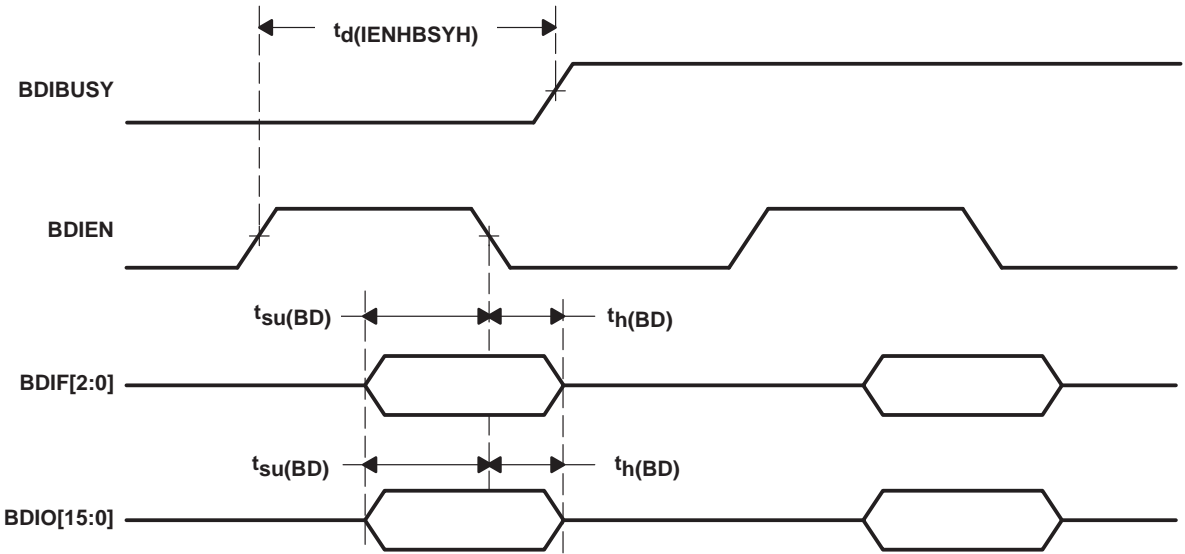 td(IENHBSYH)
BDIBUSY
BDIEN
tsu(BD) th(BD)
BDIF[2:0]
tsu(BD) th(BD)
BDIO[15:0]